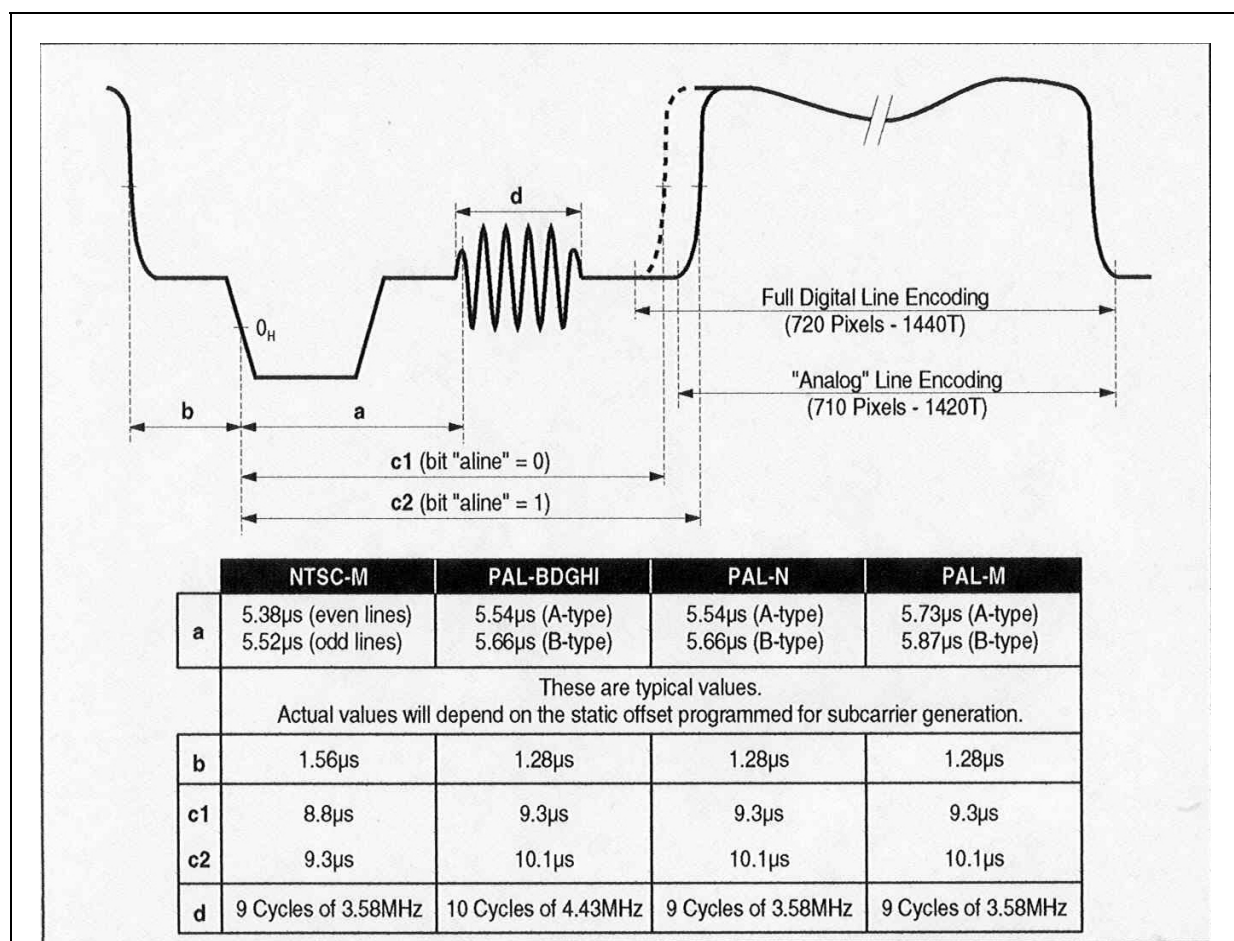 d
0H
Full Digital Line Encoding
(720 Pixels - 1440T)
"Analog" Line Encoding
(710 Pixels - 1420T)
b
a
c1 (bit "aline" = 0)
c2 (bit "aline" = 1)
NTSC-M PAL-BDGHI PAL-N PAL-M
a
5.38µs (even lines) 5.54µs (A-type) 5.54µs (A-type) 5.73µs (A-type)
5.52µs (odd lines) 5.66µs (B-type) 5.66µs (B-type) 5.87µs (B-type)
These are typical values.
Actual values will depend on the static offset programmed for subcarrier generation.
b 1.56µs 1.28µs 1.28µs 1.28µs
c1 8.8µs 9.3µs 9.3µs 9.3µs
c2 9.3µs 10.1µs 10.1µs 10.1µs
d 9 Cycles of 3.58MHz 10 Cycles of 4.43MHz 9 Cycles of 3.58MHz 9 Cycles of 3.58MHz